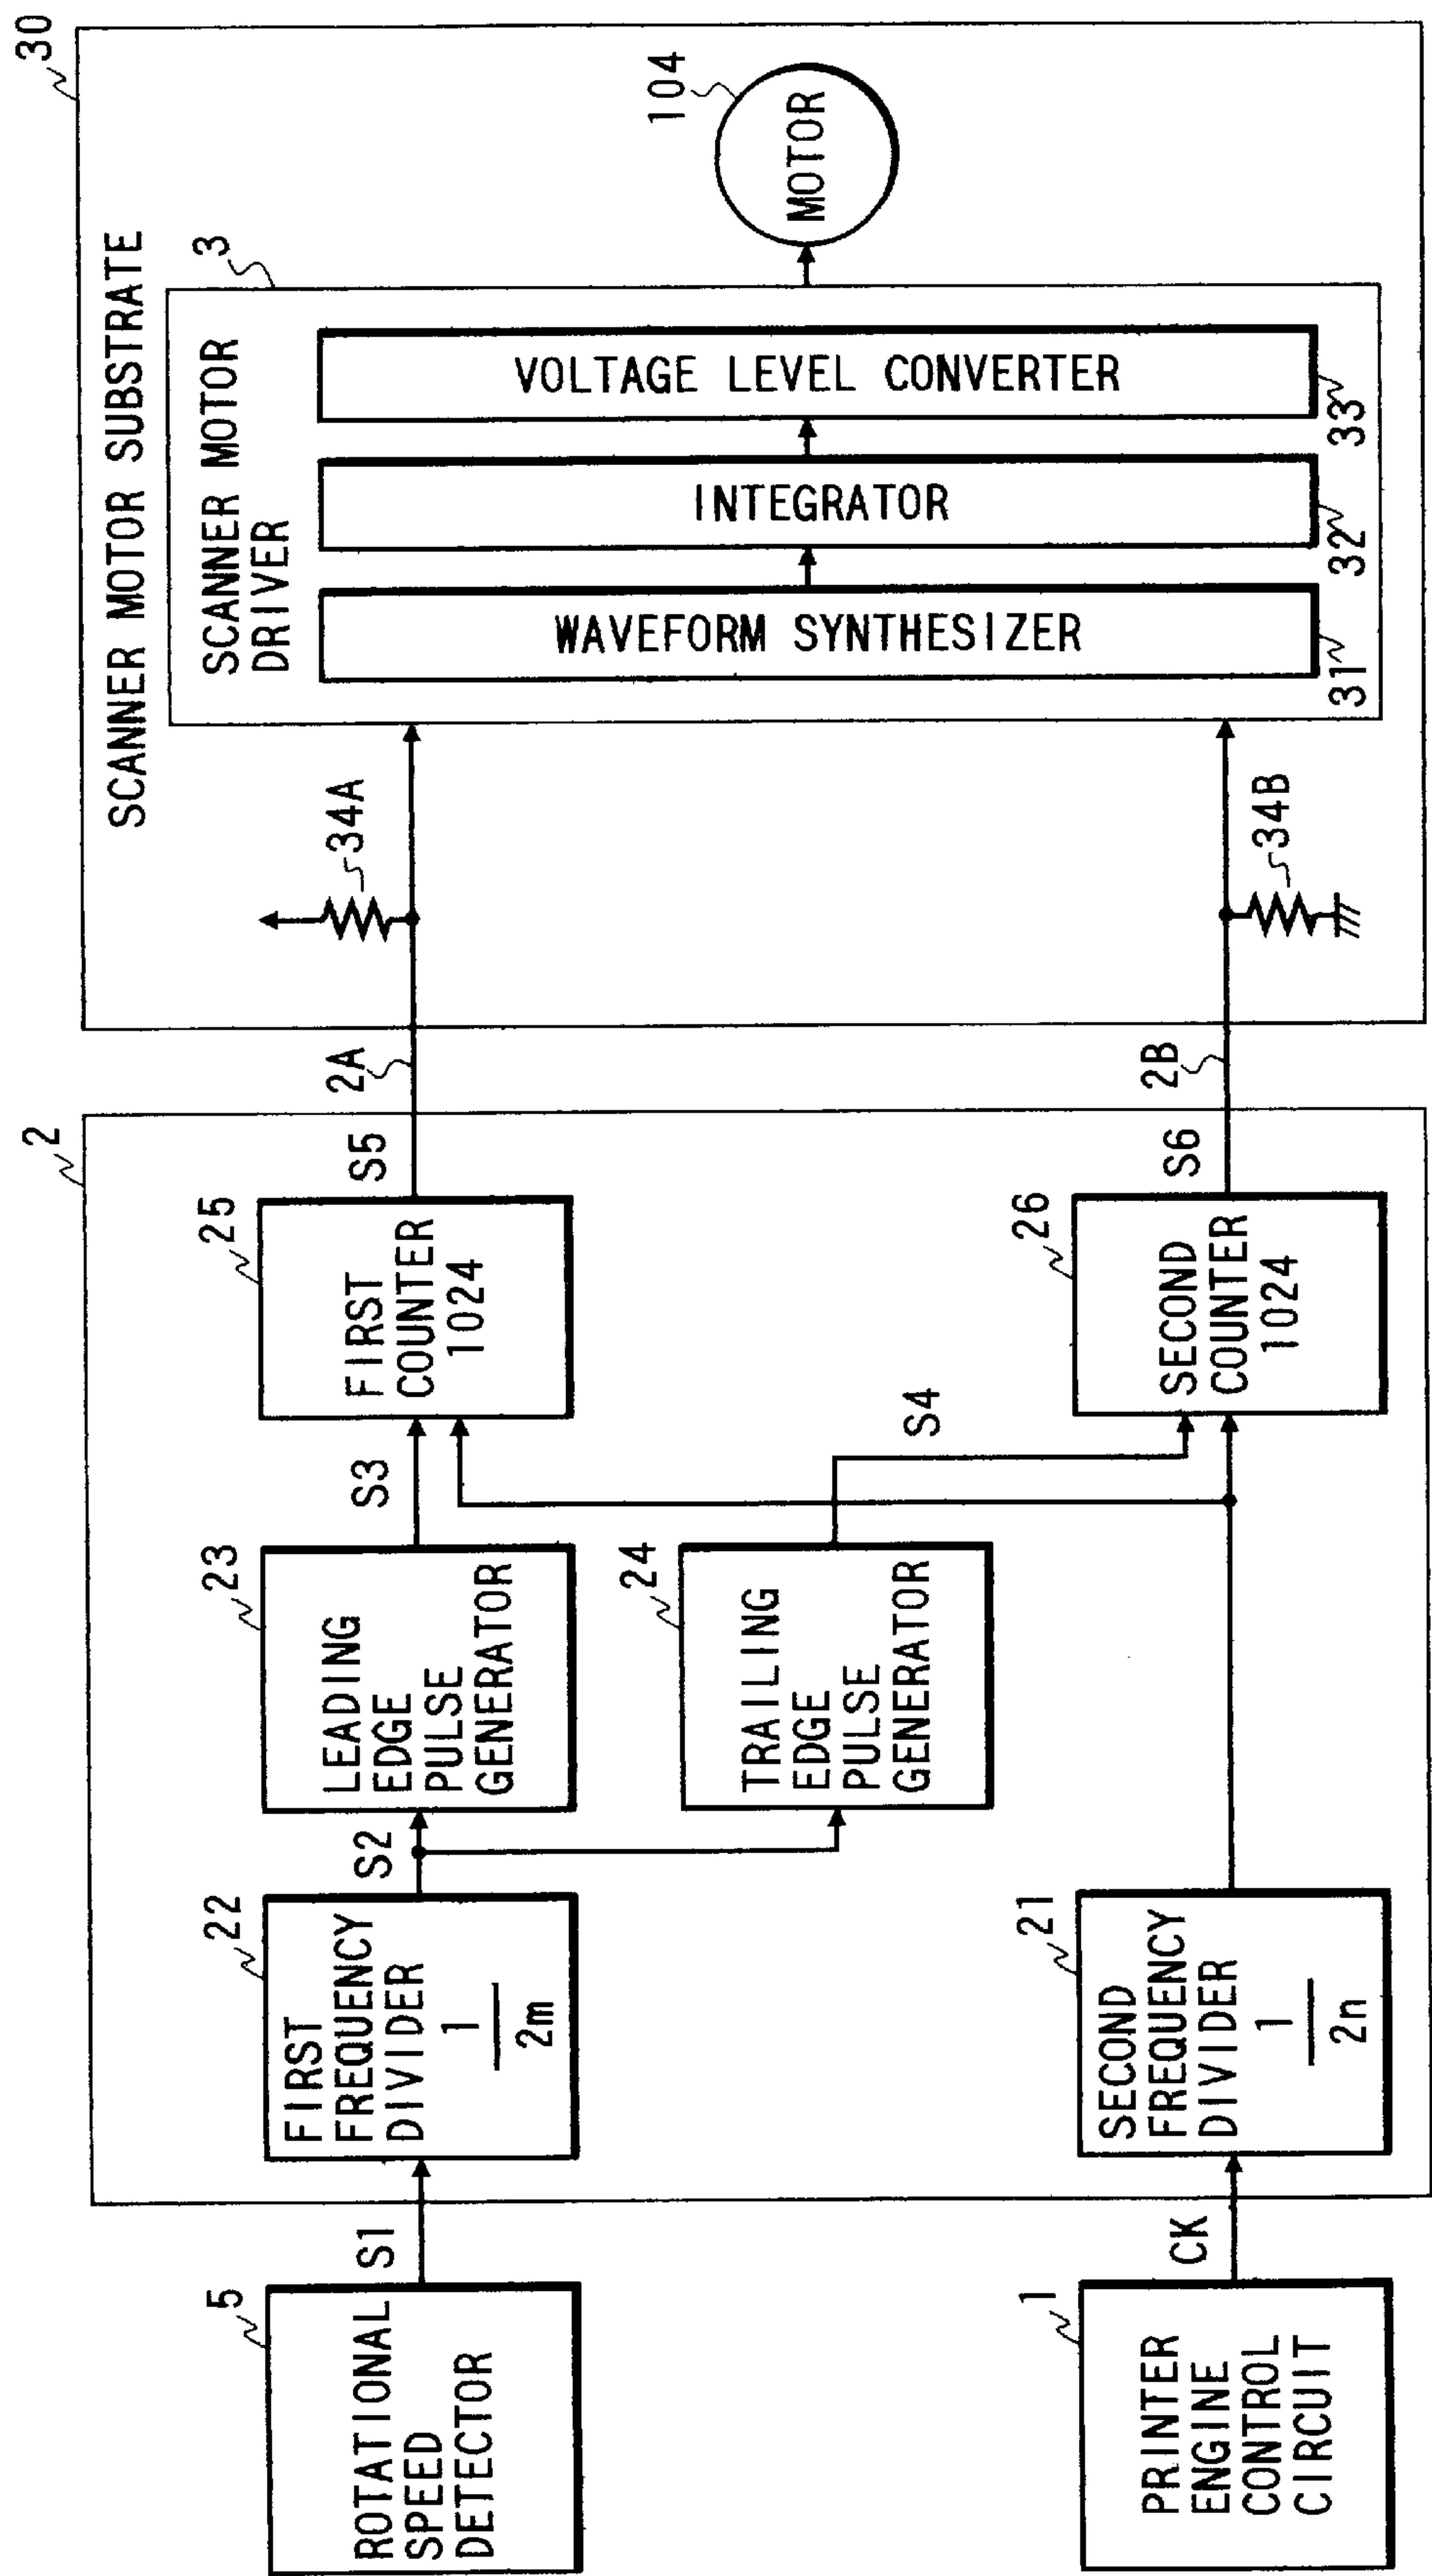 5
ROTATIONAL
SPEED
DETECTOR
S1
1
PRINTER
ENGINE
CONTROL
CIRCUIT
CK
2
22
FIRST
FREQUENCY
DIVIDER
1
2m
S2
21
SECOND
FREQUENCY
DIVIDER
1
2n
23
LEADING
EDGE
PULSE
GENERATOR
S3
24
TRAILING
EDGE
PULSE
GENERATOR
S4
25
FIRST
COUNTER
1024
S5
26
SECOND
COUNTER
1024
S6
2A
2B
30
SCANNER MOTOR SUBSTRATE
34A
34B
3
SCANNER MOTOR
DRIVER
WAVEFORM SYNTHESIZER
31
INTEGRATOR
32
VOLTAGE LEVEL CONVERTER
33
104
MOTOR